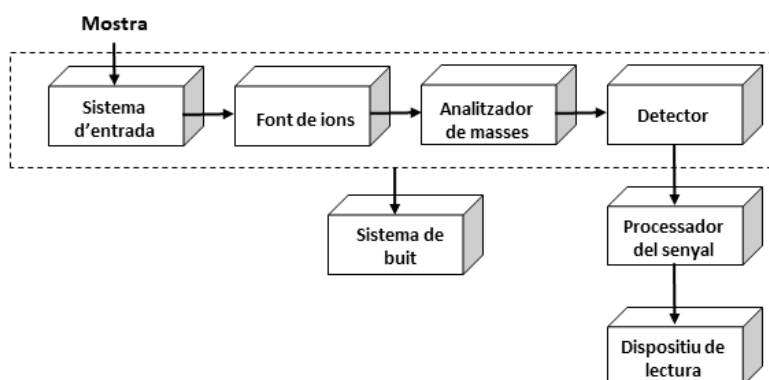 Mostra
Sistema
d'entrada
Font de ions
Analitzador
de masses
Detector
Sistema de
buit
Processador
del senyal
Dispositiu de
lectura